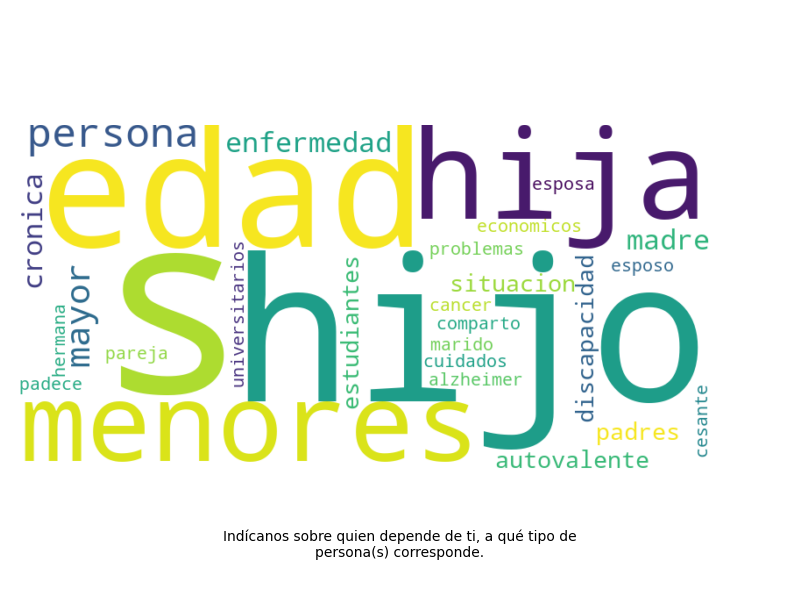 persona
enfermedad
edad
hija
esposa
cronica
economicos
madre
problemas
esposo
mayor
S
hijo
universitarios
estudiantes
situacion
discapacidad
cancer
comparto
hermana
pareja
marido
cuidados
padece
alzheimer
menores
cesante
padres
autovalente
Indícanos sobre quien depende de ti, a qué tipo de
persona(s) corresponde.